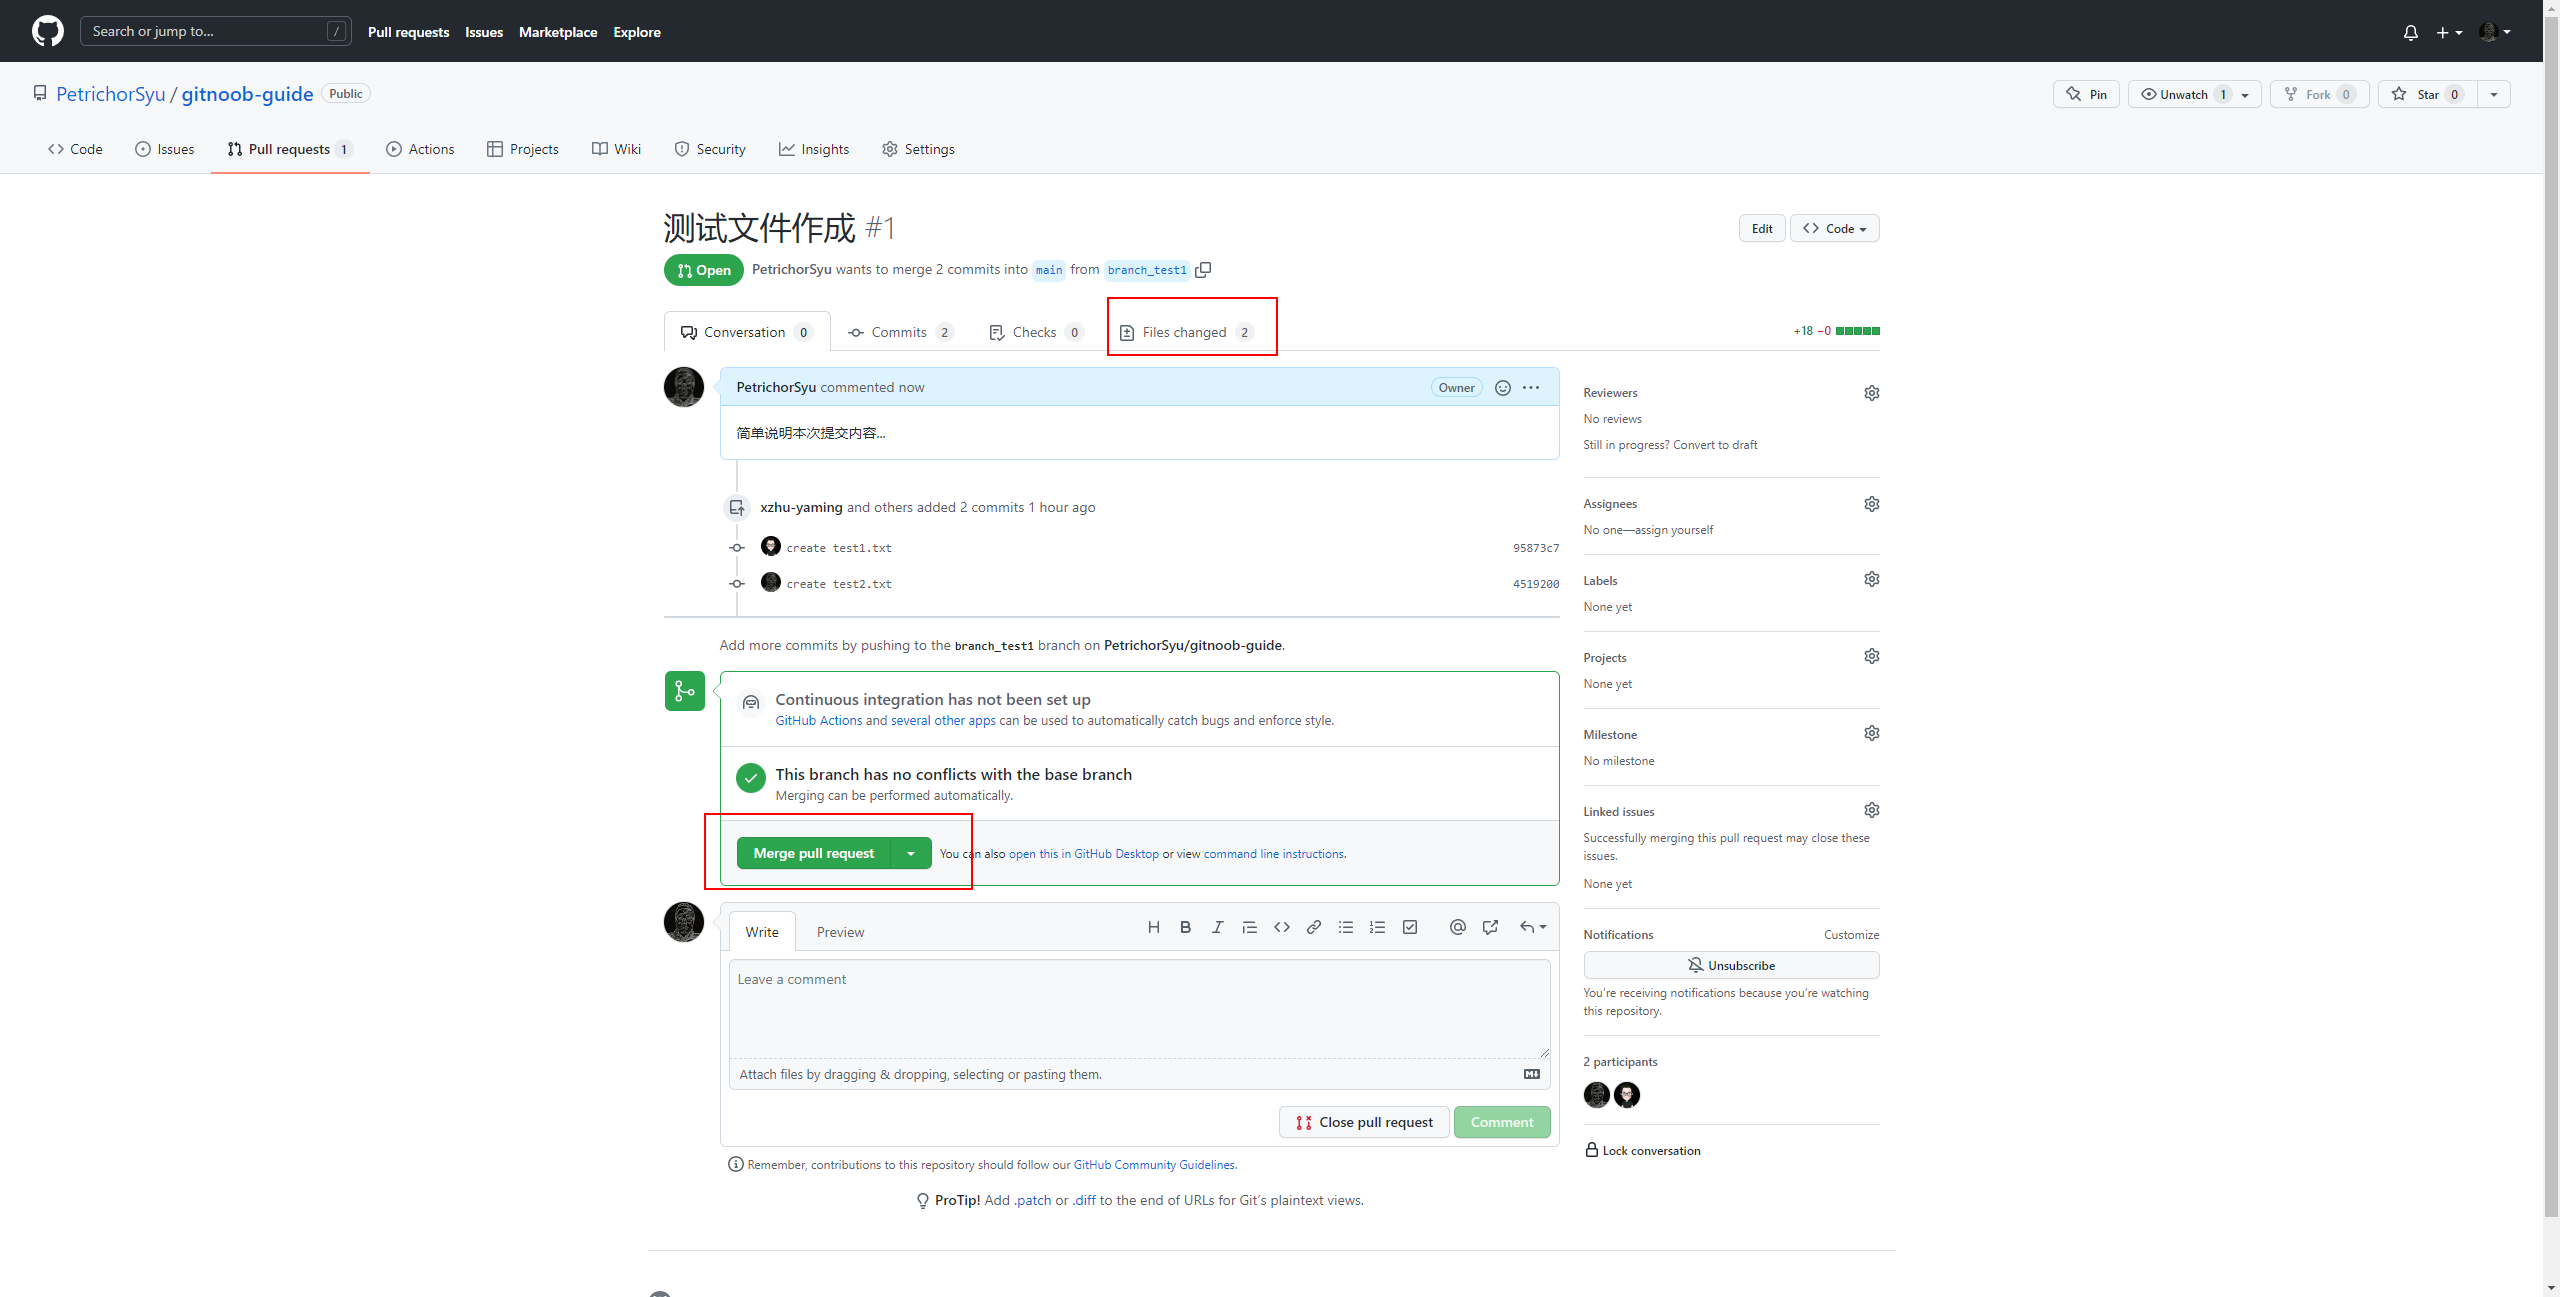 Search or jump to... /
Pull requests Issues Marketplace Explore
PetrichorSyu / gitnoob-guide Public
Pin Unwatch 1 Fork 0 Star 0
Code Issues Pull requests 1 Actions Projects Wiki Security Insights Settings
测试文件作成 #1
Edit Code
Open PetrichorSyu wants to merge 2 commits into main from branch_test1
Conversation 0 Commits 2 Checks 0 Files changed 2 +18 −0
PetrichorSyu commented now Owner
简单说明本次提交内容...
xzhu-yaming and others added 2 commits 1 hour ago
create test1.txt 95873c7
create test2.txt 4519200
Add more commits by pushing to the branch_test1 branch on PetrichorSyu/gitnoob-guide.
Continuous integration has not been set up
GitHub Actions and several other apps can be used to automatically catch bugs and enforce style.
This branch has no conflicts with the base branch
Merging can be performed automatically.
Merge pull request You can also open this in GitHub Desktop or view command line instructions.
Write Preview
Leave a comment
Attach files by dragging & dropping, selecting or pasting them.
Close pull request Comment
Remember, contributions to this repository should follow our GitHub Community Guidelines.
ProTip! Add .patch or .diff to the end of URLs for Git's plaintext views.
Reviewers
No reviews
Still in progress? Convert to draft
Assignees
No one—assign yourself
Labels
None yet
Projects
None yet
Milestone
No milestone
Linked issues
Successfully merging this pull request may close these
issues.
None yet
Notifications Customize
Unsubscribe
You're receiving notifications because you're watching
this repository.
2 participants
Lock conversation